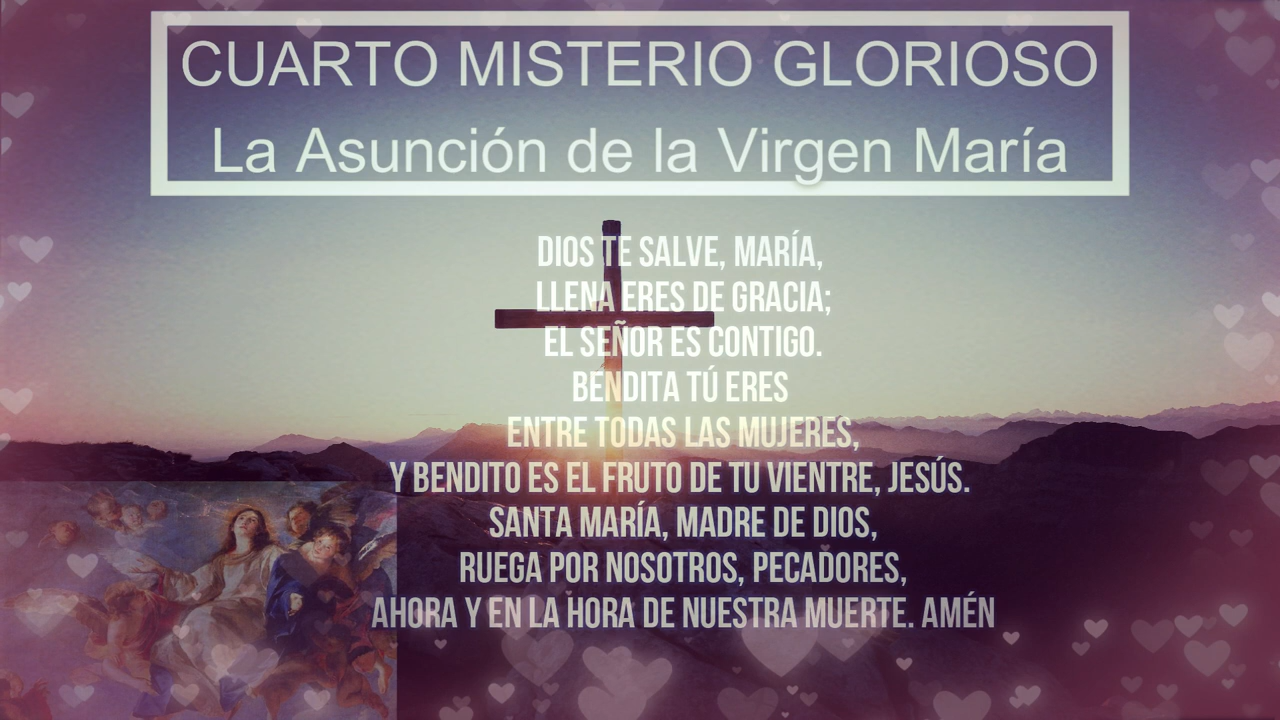 CUARTO MISTERIO GLORIOSO
La Asunción de la Virgen María
DIOS TE SALVE, MARÍA,
LLENA ERES DE GRACIA;
EL SEÑOR ES CONTIGO.
BENDITA TÚ ERES
ENTRE TODAS LAS MUJERES,
Y BENDITO ES EL FRUTO DE TU VIENTRE, JESÚS.
SANTA MARÍA, MADRE DE DIOS,
RUEGA POR NOSOTROS, PECADORES,
AHORA Y EN LA HORA DE NUESTRA MUERTE. AMÉN